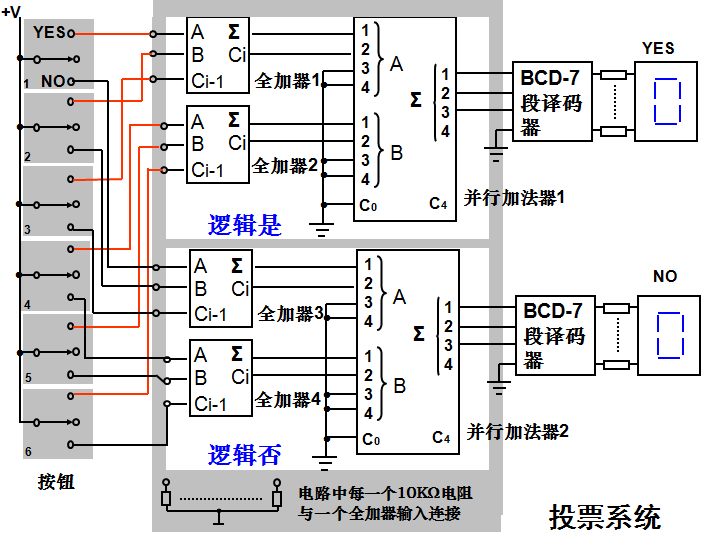 +V
YES
NO
1
2
3
4
5
6
按钮
A Σ
B Ci
Ci-1
全加器1
A Σ
B Ci
Ci-1
全加器2
逻辑是
1
2
3
4
A
1
2
3
4
B
Σ
1
2
3
4
C0
C4
并行加法器1
BCD-7
段译码
器
YES
A Σ
B Ci
Ci-1
全加器3
A Σ
B Ci
Ci-1
全加器4
逻辑否
1
2
3
4
A
1
2
3
4
B
Σ
1
2
3
4
C0
C4
并行加法器2
BCD-7
段译码
器
NO
电路中每一个10KΩ电阻
与一个全加器输入连接
投票系统